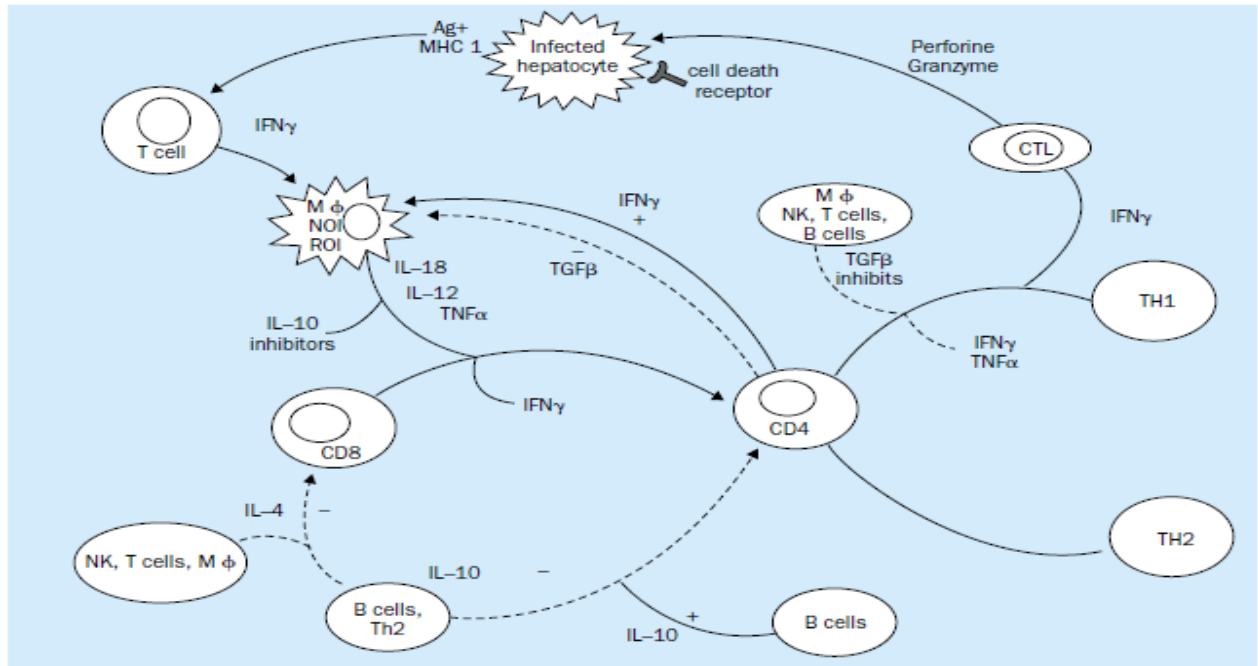 Ag+
MHC 1
Infected
hepatocyte
cell death
receptor
Perforine
Granzyme
T cell
IFNγ
CTL
M ϕ
NOI
ROI
IFNγ
+
M ϕ
NK, T cells,
B cells
IFNγ
–
TGFβ
TGFβ
inhibits
IL–18
IL–12
TNFα
TH1
IL–10
inhibitors
IFNγ
TNFα
IFNγ
CD4
CD8
IL–4
–
TH2
NK, T cells, M ϕ
IL–10
–
B cells,
Th2
+
IL–10
B cells